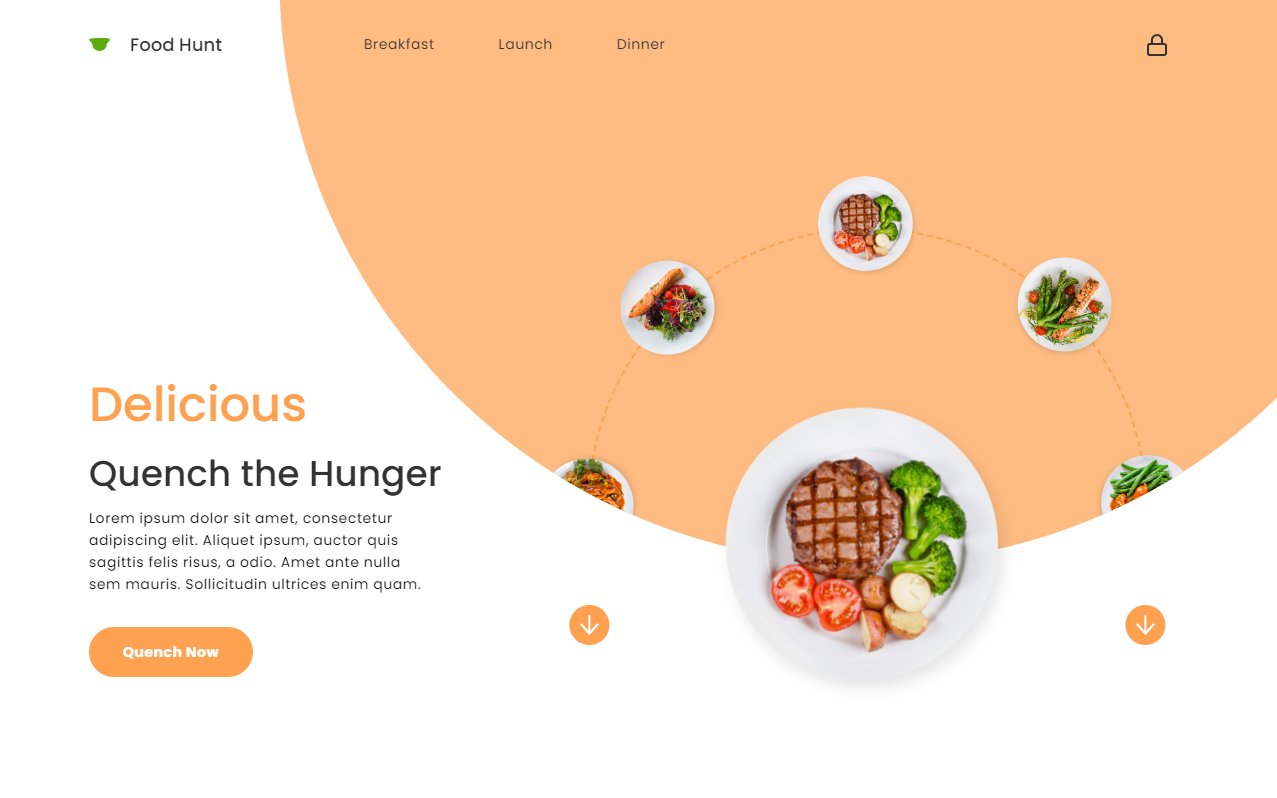 Food Hunt
Breakfast
Launch
Dinner
Delicious
Quench the Hunger
Lorem ipsum dolor sit amet, consectetur
adipiscing elit. Aliquet ipsum, auctor quis
sagittis felis risus, a odio. Amet ante nulla
sem mauris. Sollicitudin ultrices enim quam.
Quench Now